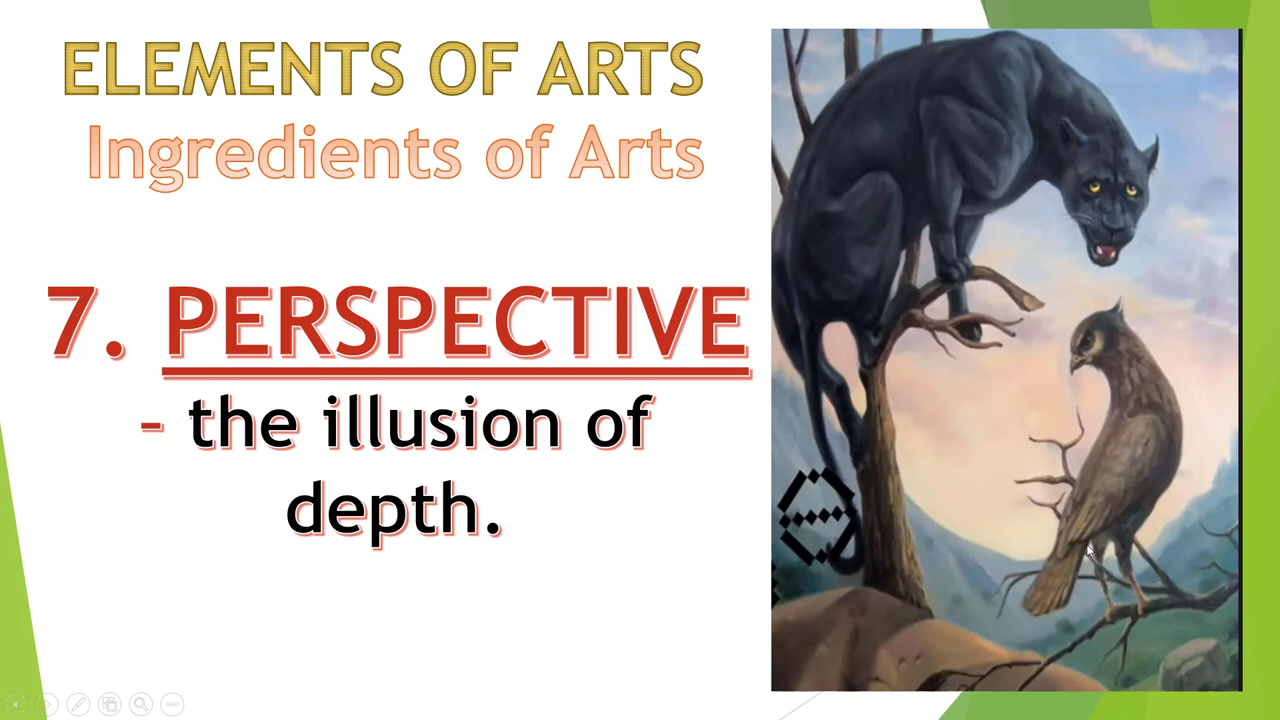 ELEMENTS OF ARTS
Ingredients of Arts
7. PERSPECTIVE
- the illusion of
depth.